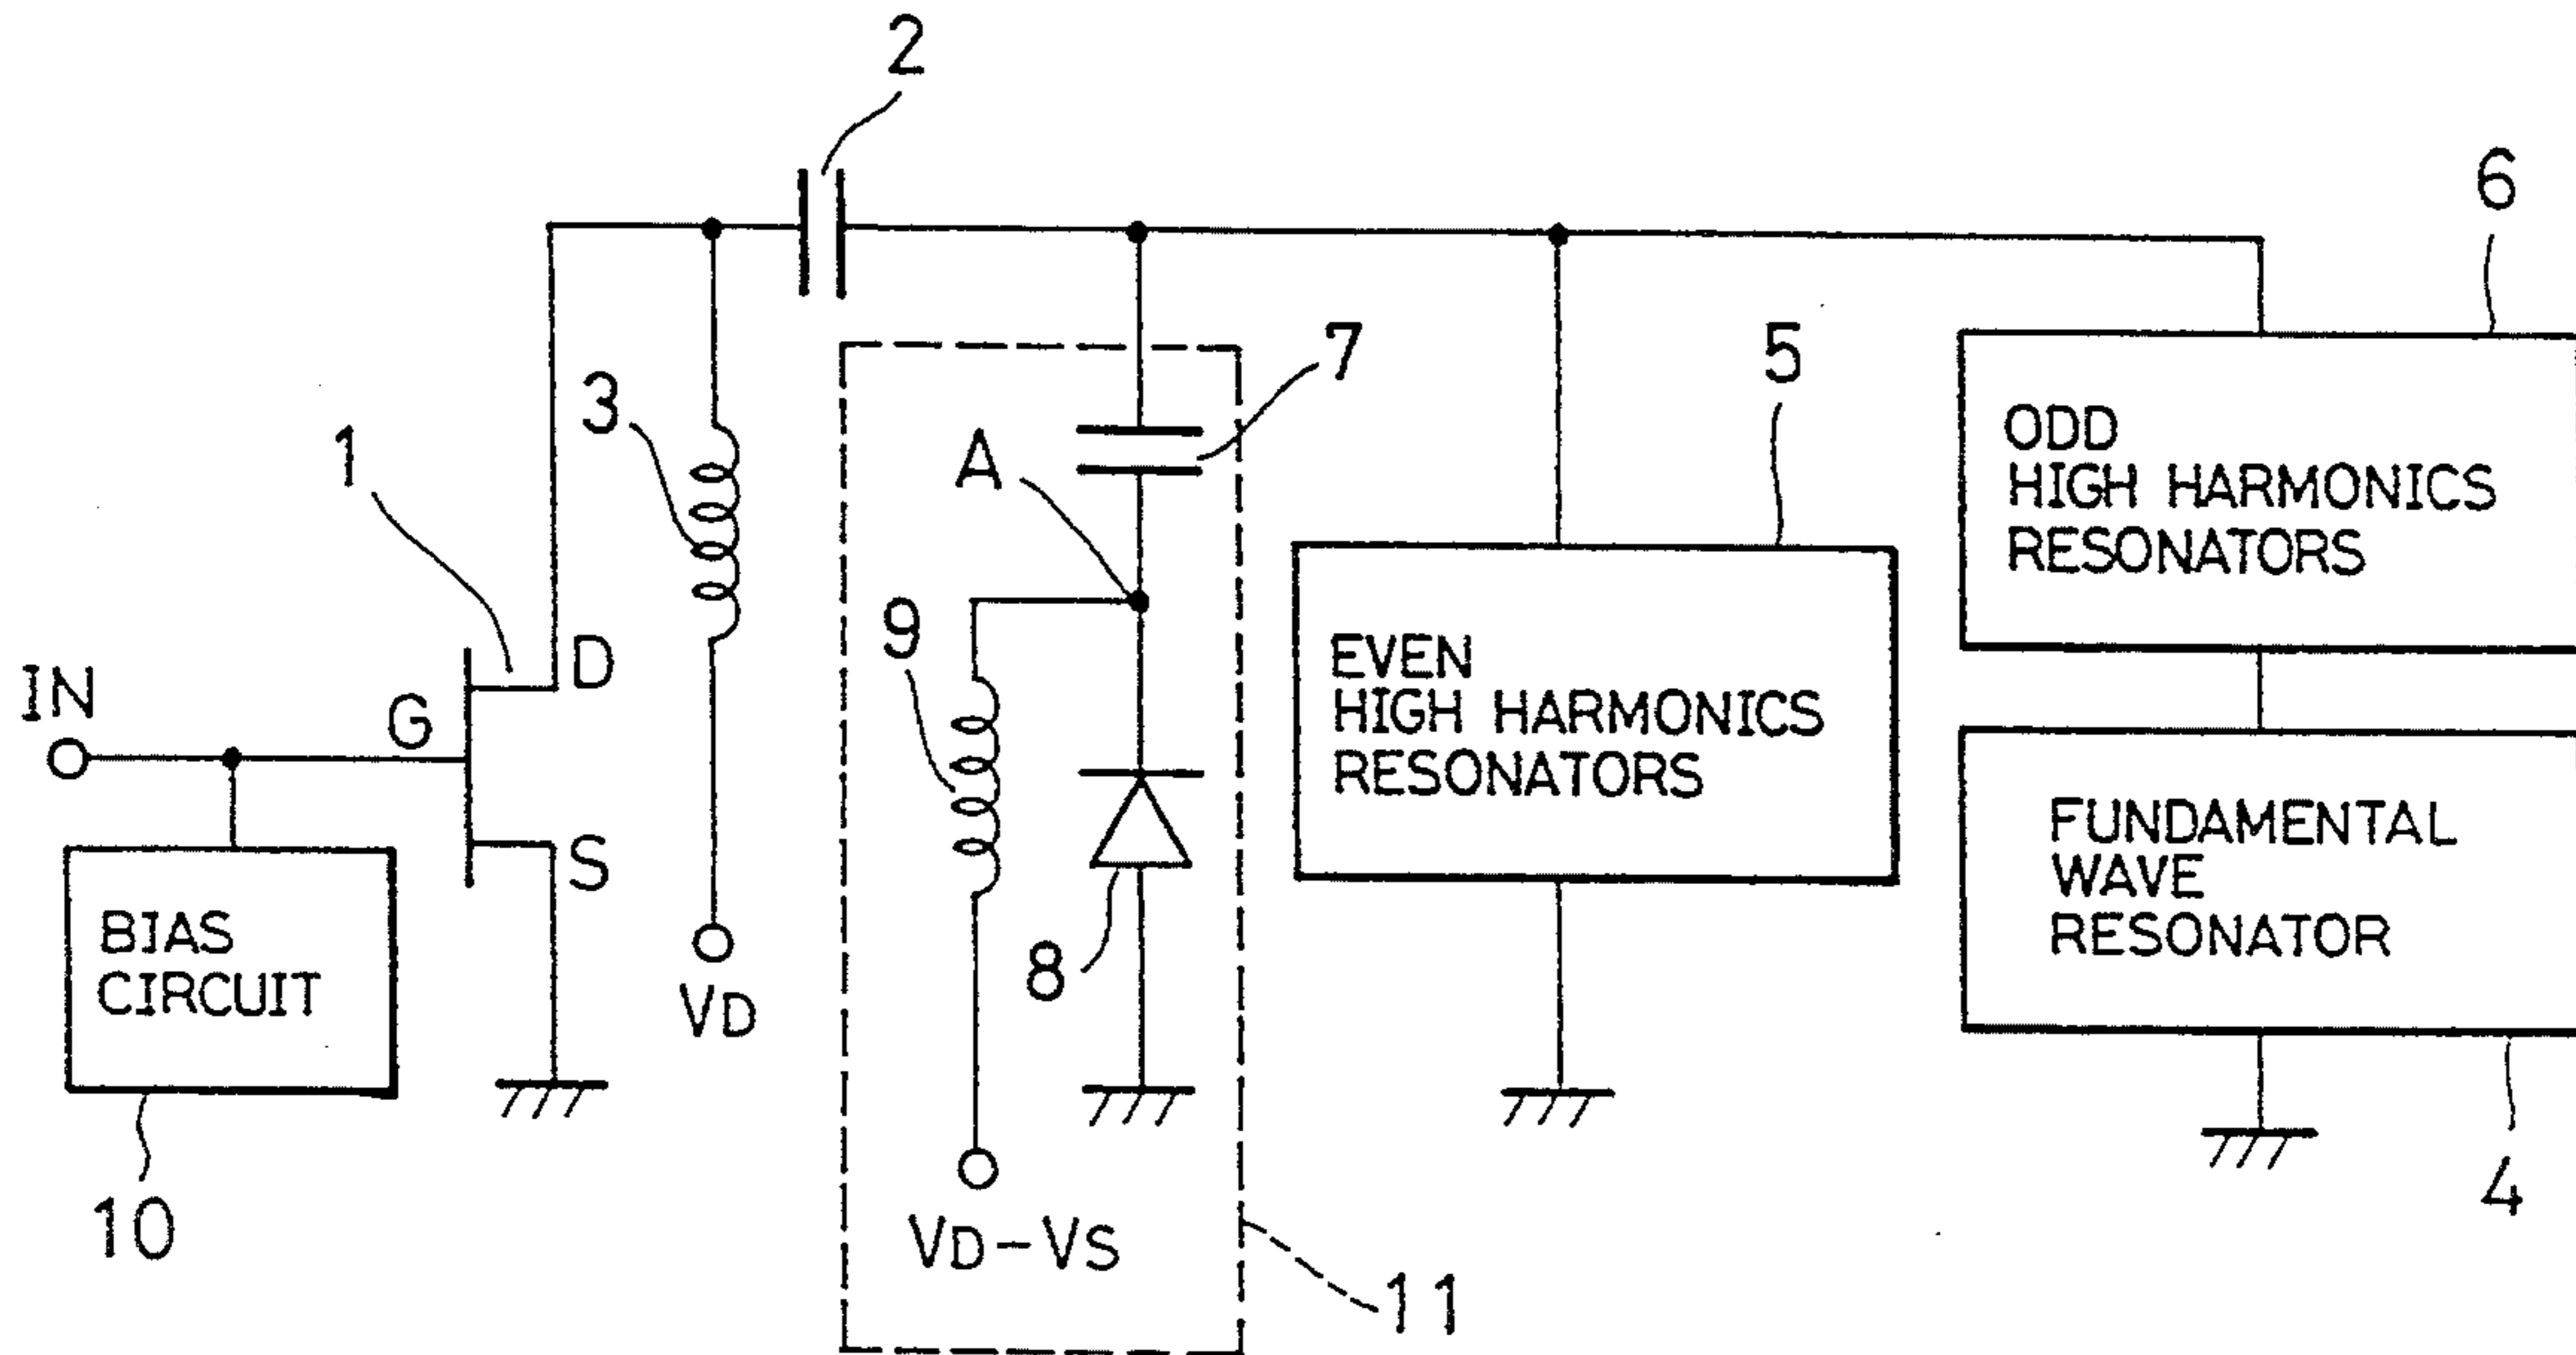 2
6
7
5
3
A
1
ODD
HIGH HARMONICS
RESONATORS
9
D
IN
G
EVEN
HIGH HARMONICS
RESONATORS
S
FUNDAMENTAL
WAVE
RESONATOR
BIAS
CIRCUIT
8
VD
10
VD-VS
11
4